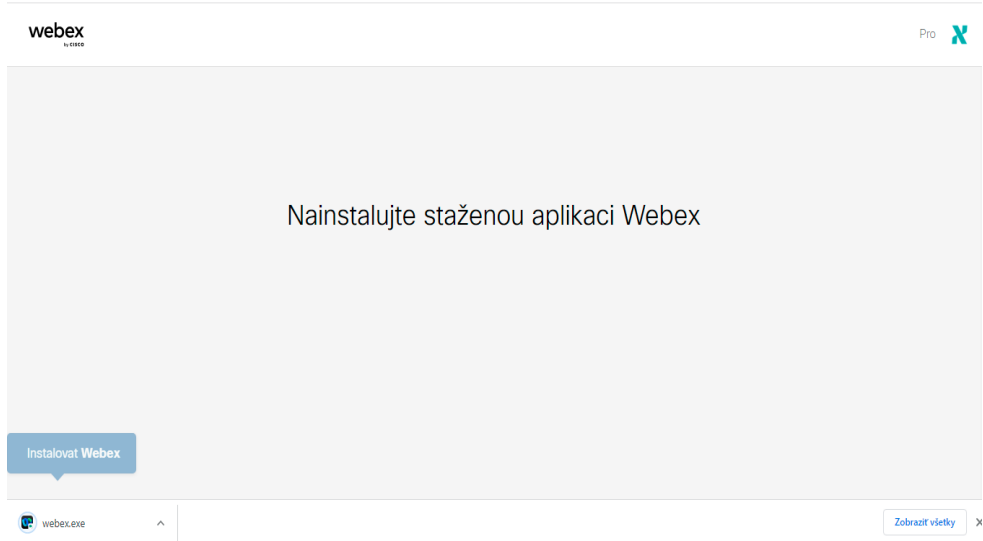 webex
by CISCO
Pro
Nainstalujte staženou aplikaci Webex
Instalovat Webex
webex.exe
Zobraziť všetky